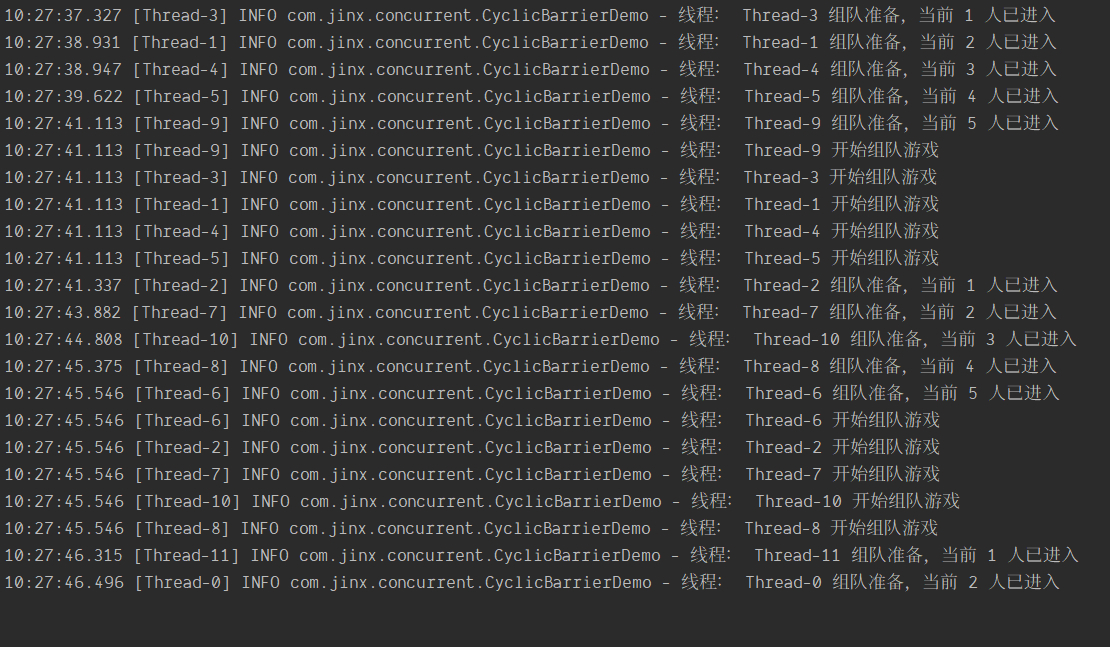 10:27:37.327 [Thread-3] INFO com.jinx.concurrent.CyclicBarrierDemo - 线程： Thread-3 组队准备，当前 1 人已进入
10:27:38.931 [Thread-1] INFO com.jinx.concurrent.CyclicBarrierDemo - 线程： Thread-1 组队准备，当前 2 人已进入
10:27:38.947 [Thread-4] INFO com.jinx.concurrent.CyclicBarrierDemo - 线程： Thread-4 组队准备，当前 3 人已进入
10:27:39.622 [Thread-5] INFO com.jinx.concurrent.CyclicBarrierDemo - 线程： Thread-5 组队准备，当前 4 人已进入
10:27:41.113 [Thread-9] INFO com.jinx.concurrent.CyclicBarrierDemo - 线程： Thread-9 组队准备，当前 5 人已进入
10:27:41.113 [Thread-9] INFO com.jinx.concurrent.CyclicBarrierDemo - 线程： Thread-9 开始组队游戏
10:27:41.113 [Thread-3] INFO com.jinx.concurrent.CyclicBarrierDemo - 线程： Thread-3 开始组队游戏
10:27:41.113 [Thread-1] INFO com.jinx.concurrent.CyclicBarrierDemo - 线程： Thread-1 开始组队游戏
10:27:41.113 [Thread-4] INFO com.jinx.concurrent.CyclicBarrierDemo - 线程： Thread-4 开始组队游戏
10:27:41.113 [Thread-5] INFO com.jinx.concurrent.CyclicBarrierDemo - 线程： Thread-5 开始组队游戏
10:27:41.337 [Thread-2] INFO com.jinx.concurrent.CyclicBarrierDemo - 线程： Thread-2 组队准备，当前 1 人已进入
10:27:43.882 [Thread-7] INFO com.jinx.concurrent.CyclicBarrierDemo - 线程： Thread-7 组队准备，当前 2 人已进入
10:27:44.808 [Thread-10] INFO com.jinx.concurrent.CyclicBarrierDemo - 线程： Thread-10 组队准备，当前 3 人已进入
10:27:45.375 [Thread-8] INFO com.jinx.concurrent.CyclicBarrierDemo - 线程： Thread-8 组队准备，当前 4 人已进入
10:27:45.546 [Thread-6] INFO com.jinx.concurrent.CyclicBarrierDemo - 线程： Thread-6 组队准备，当前 5 人已进入
10:27:45.546 [Thread-6] INFO com.jinx.concurrent.CyclicBarrierDemo - 线程： Thread-6 开始组队游戏
10:27:45.546 [Thread-2] INFO com.jinx.concurrent.CyclicBarrierDemo - 线程： Thread-2 开始组队游戏
10:27:45.546 [Thread-7] INFO com.jinx.concurrent.CyclicBarrierDemo - 线程： Thread-7 开始组队游戏
10:27:45.546 [Thread-10] INFO com.jinx.concurrent.CyclicBarrierDemo - 线程： Thread-10 开始组队游戏
10:27:45.546 [Thread-8] INFO com.jinx.concurrent.CyclicBarrierDemo - 线程： Thread-8 开始组队游戏
10:27:46.315 [Thread-11] INFO com.jinx.concurrent.CyclicBarrierDemo - 线程： Thread-11 组队准备，当前 1 人已进入
10:27:46.496 [Thread-0] INFO com.jinx.concurrent.CyclicBarrierDemo - 线程： Thread-0 组队准备，当前 2 人已进入